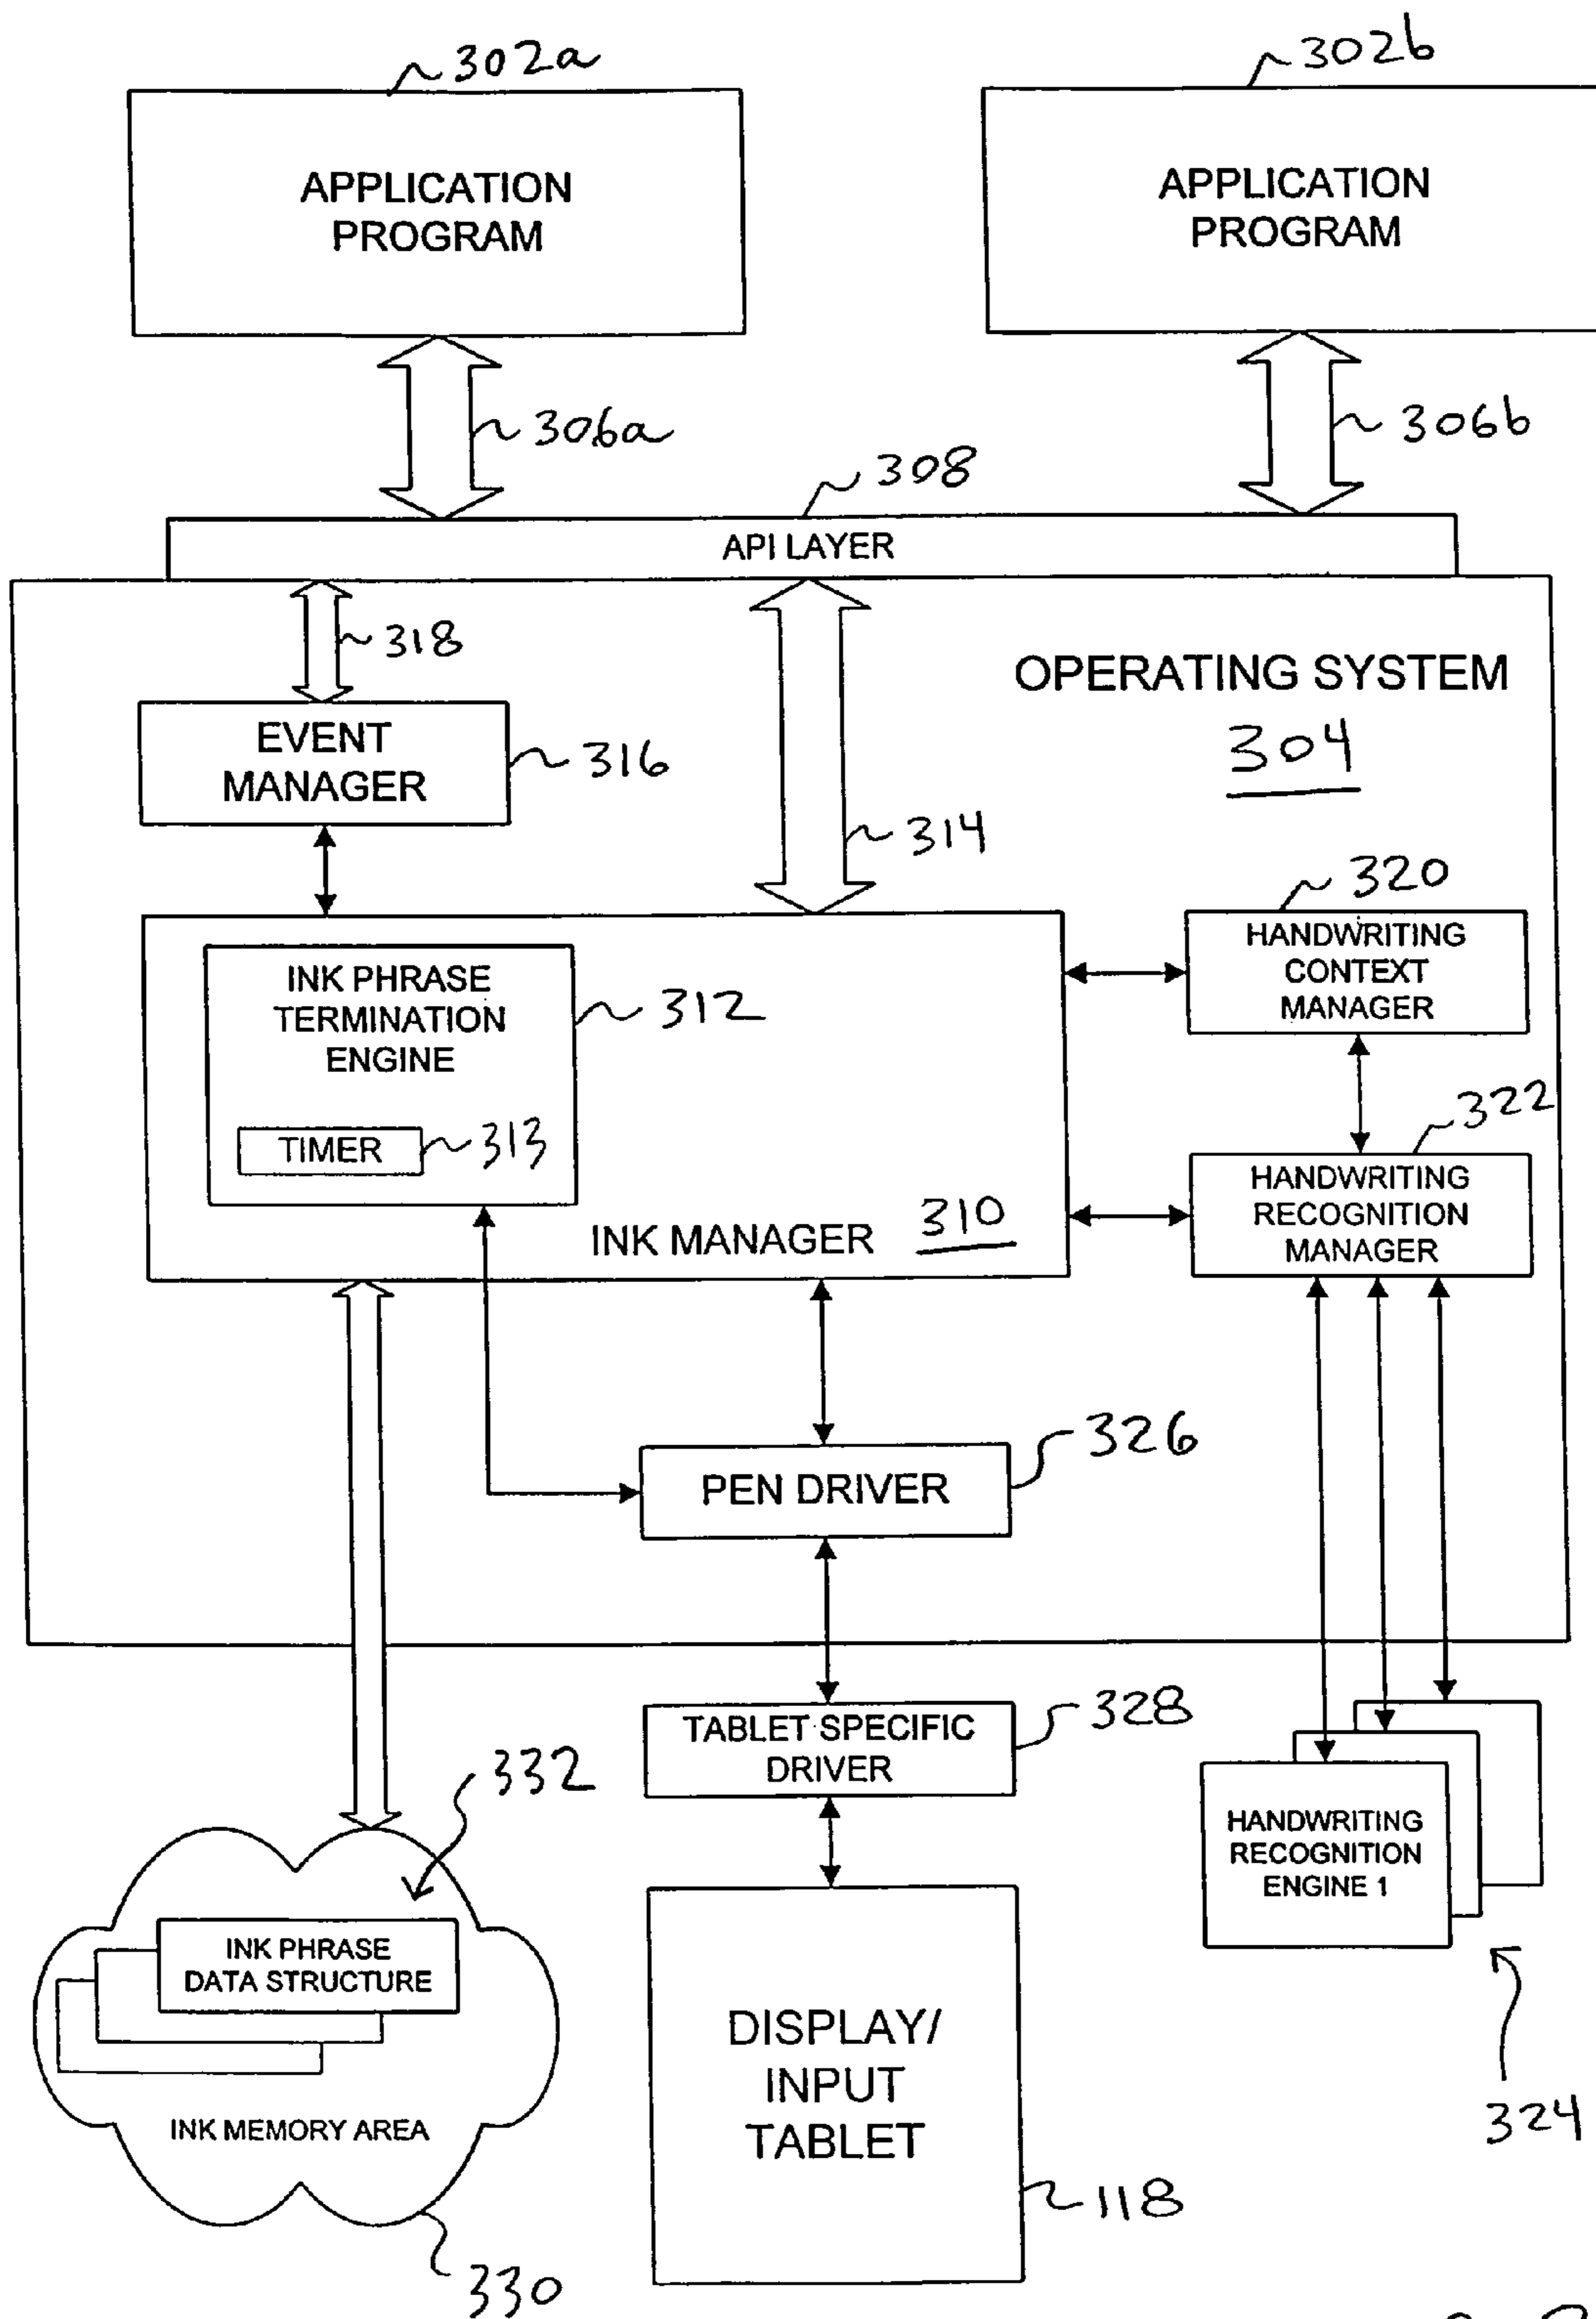 302a
302b
APPLICATION
PROGRAM
APPLICATION
PROGRAM
306a
306b
308
API LAYER
318
OPERATING SYSTEM
304
EVENT
MANAGER
316
314
320
HANDWRITING
CONTEXT
MANAGER
INK PHRASE
TERMINATION
ENGINE
312
322
TIMER
313
HANDWRITING
RECOGNITION
MANAGER
INK MANAGER
310
326
PEN DRIVER
TABLET SPECIFIC
DRIVER
328
332
HANDWRITING
RECOGNITION
ENGINE 1
INK PHRASE
DATA STRUCTURE
DISPLAY/
INPUT
TABLET
324
INK MEMORY AREA
118
330